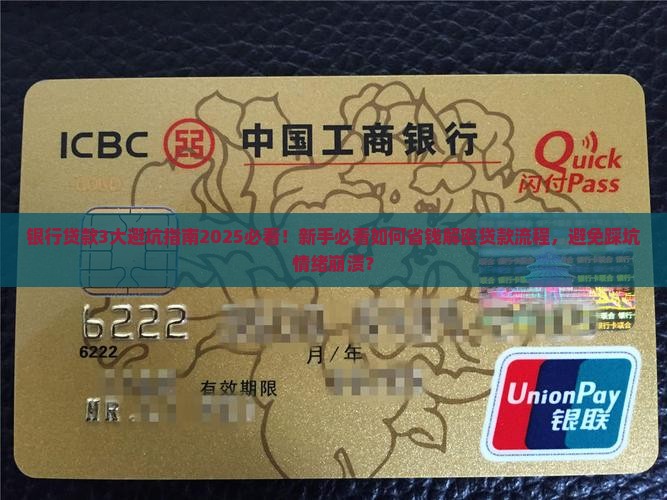 ICBC 中国工商银行
Quick
闪付Pass
银行贷款3大避坑指南2025必看！新手必看如何省钱解密贷款流程，避免踩坑
情绪崩溃？
6222
6222
月/年
有效期限
MR.
UnionPay
银联